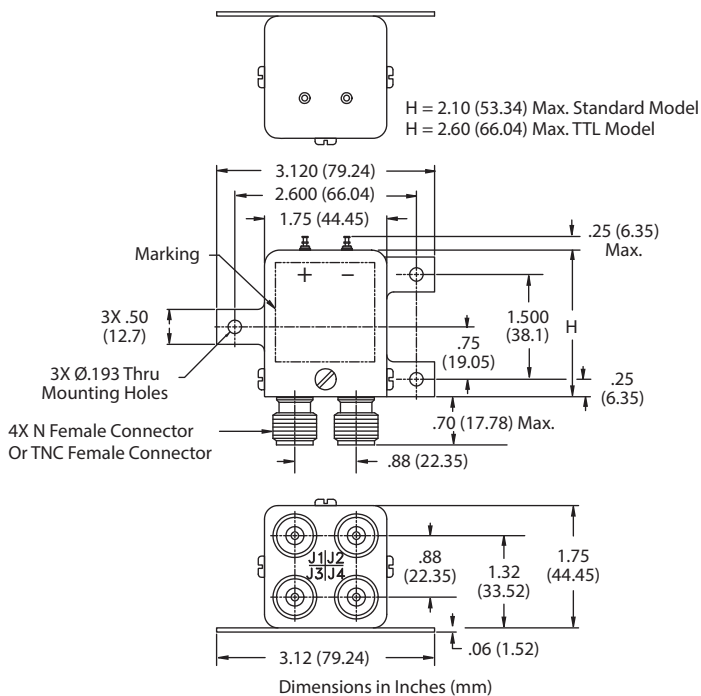 H = 2.10 (53.34) Max. Standard Model
H = 2.60 (66.04) Max. TTL Model
3.120 (79.24)
2.600 (66.04)
1.75 (44.45)
.25 (6.35)
Max.
Marking
+ −
3X .50
(12.7)
1.500
(38.1)
H
.75
(19.05)
3X Ø.193 Thru
Mounting Holes
.25
(6.35)
.70 (17.78) Max.
4X N Female Connector
Or TNC Female Connector
.88 (22.35)
J1|J2
J3|J4
.88
(22.35)
1.32
(33.52)
1.75
(44.45)
.06 (1.52)
3.12 (79.24)
Dimensions in Inches (mm)